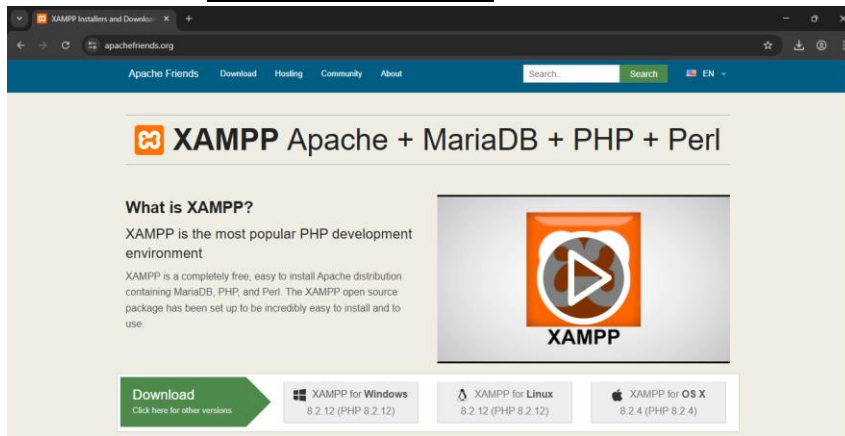 XAMPP Installers and Downloa
apachefriends.org
Apache Friends Download Hosting Community About Search.. Search EN
XAMPP Apache + MariaDB + PHP + Perl
What is XAMPP?
XAMPP is the most popular PHP development
environment
XAMPP is a completely free, easy to install Apache distribution
containing MariaDB, PHP, and Perl. The XAMPP open source
package has been set up to be incredibly easy to install and to
use.
XAMPP
Download
Click here for other versions
XAMPP for Windows
8.2.12 (PHP 8.2.12)
XAMPP for Linux
8.2.12 (PHP 8.2.12)
XAMPP for OS X
8.2.4 (PHP 8.2.4)